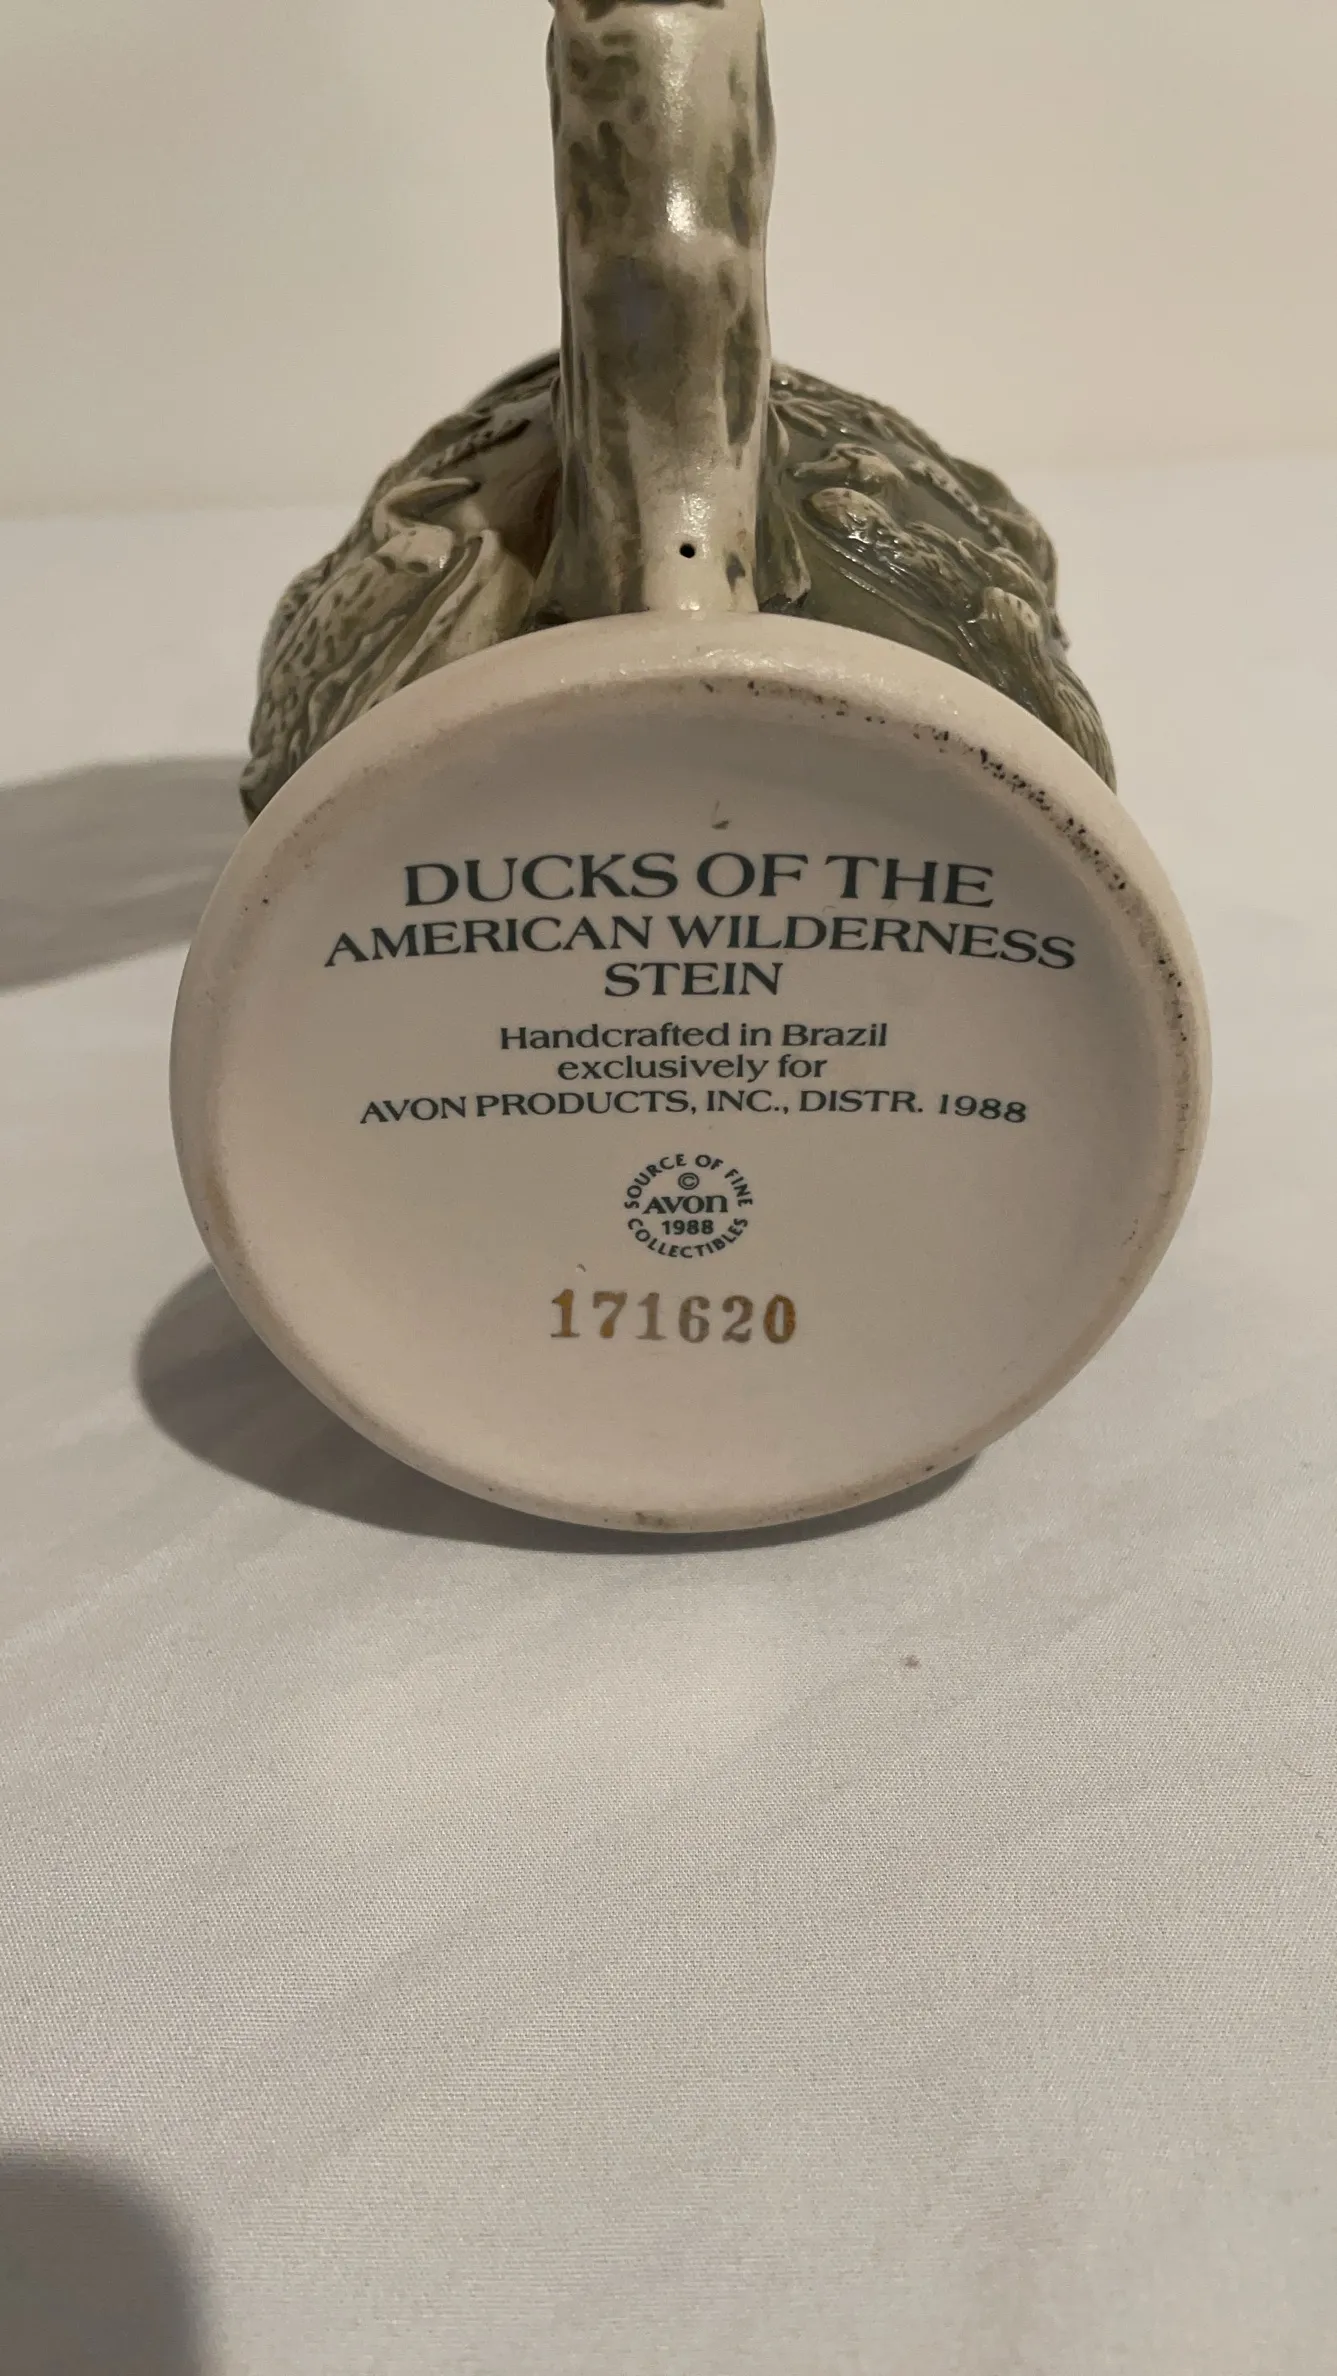 DUCKS OF THE
AMERICAN WILDERNESS
STEIN
Handcrafted in Brazil
exclusively for
AVON PRODUCTS, INC., DISTR. 1988
SOURCE OF FINE
©
AVON
1988
COLLECTIBLES
171620